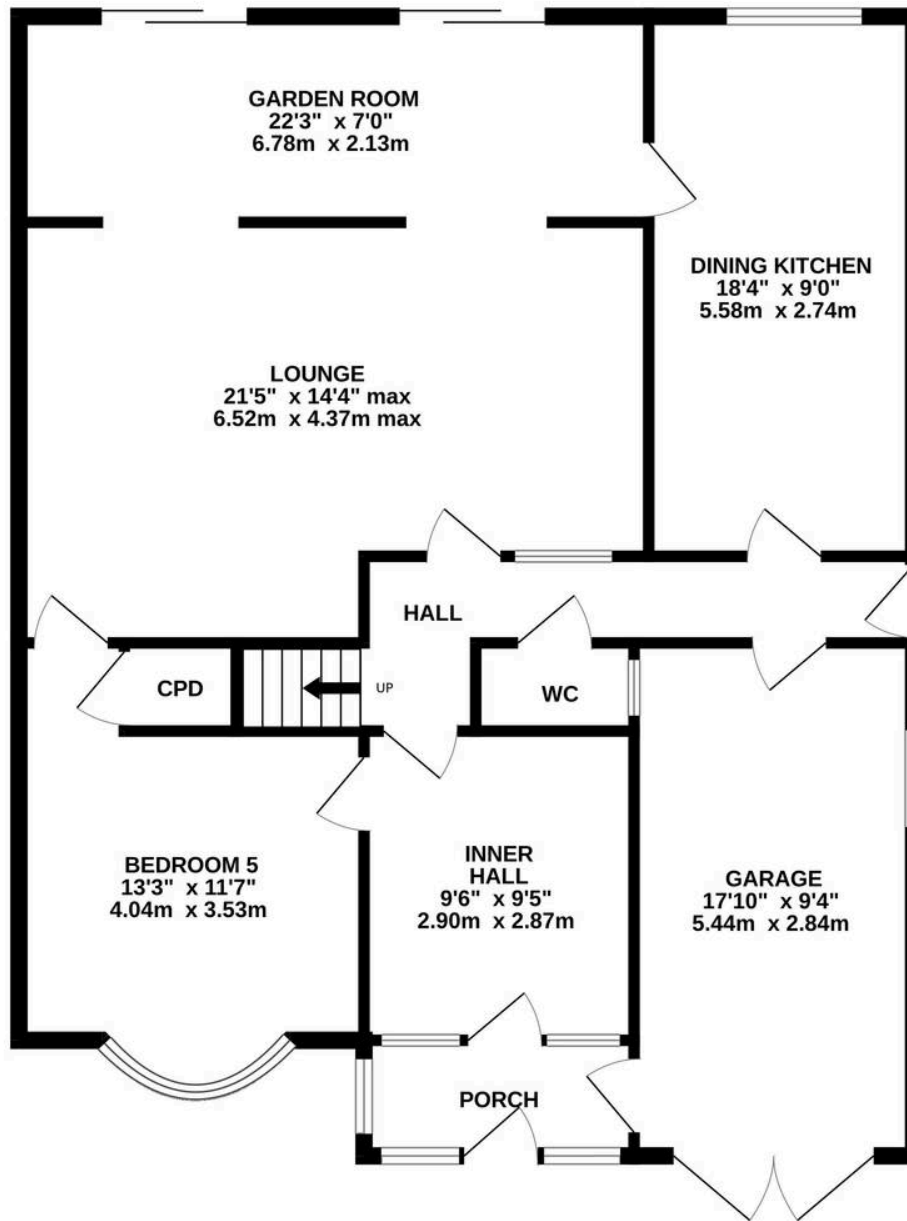 GARDEN ROOM
22'3" x 7'0"
6.78m x 2.13m
DINING KITCHEN
18'4" x 9'0"
5.58m x 2.74m
LOUNGE
21'5" x 14'4" max
6.52m x 4.37m max
HALL
CPD
UP
WC
BEDROOM 5
13'3" x 11'7"
4.04m x 3.53m
INNER
HALL
9'6" x 9'5"
2.90m x 2.87m
GARAGE
17'10" x 9'4"
5.44m x 2.84m
PORCH